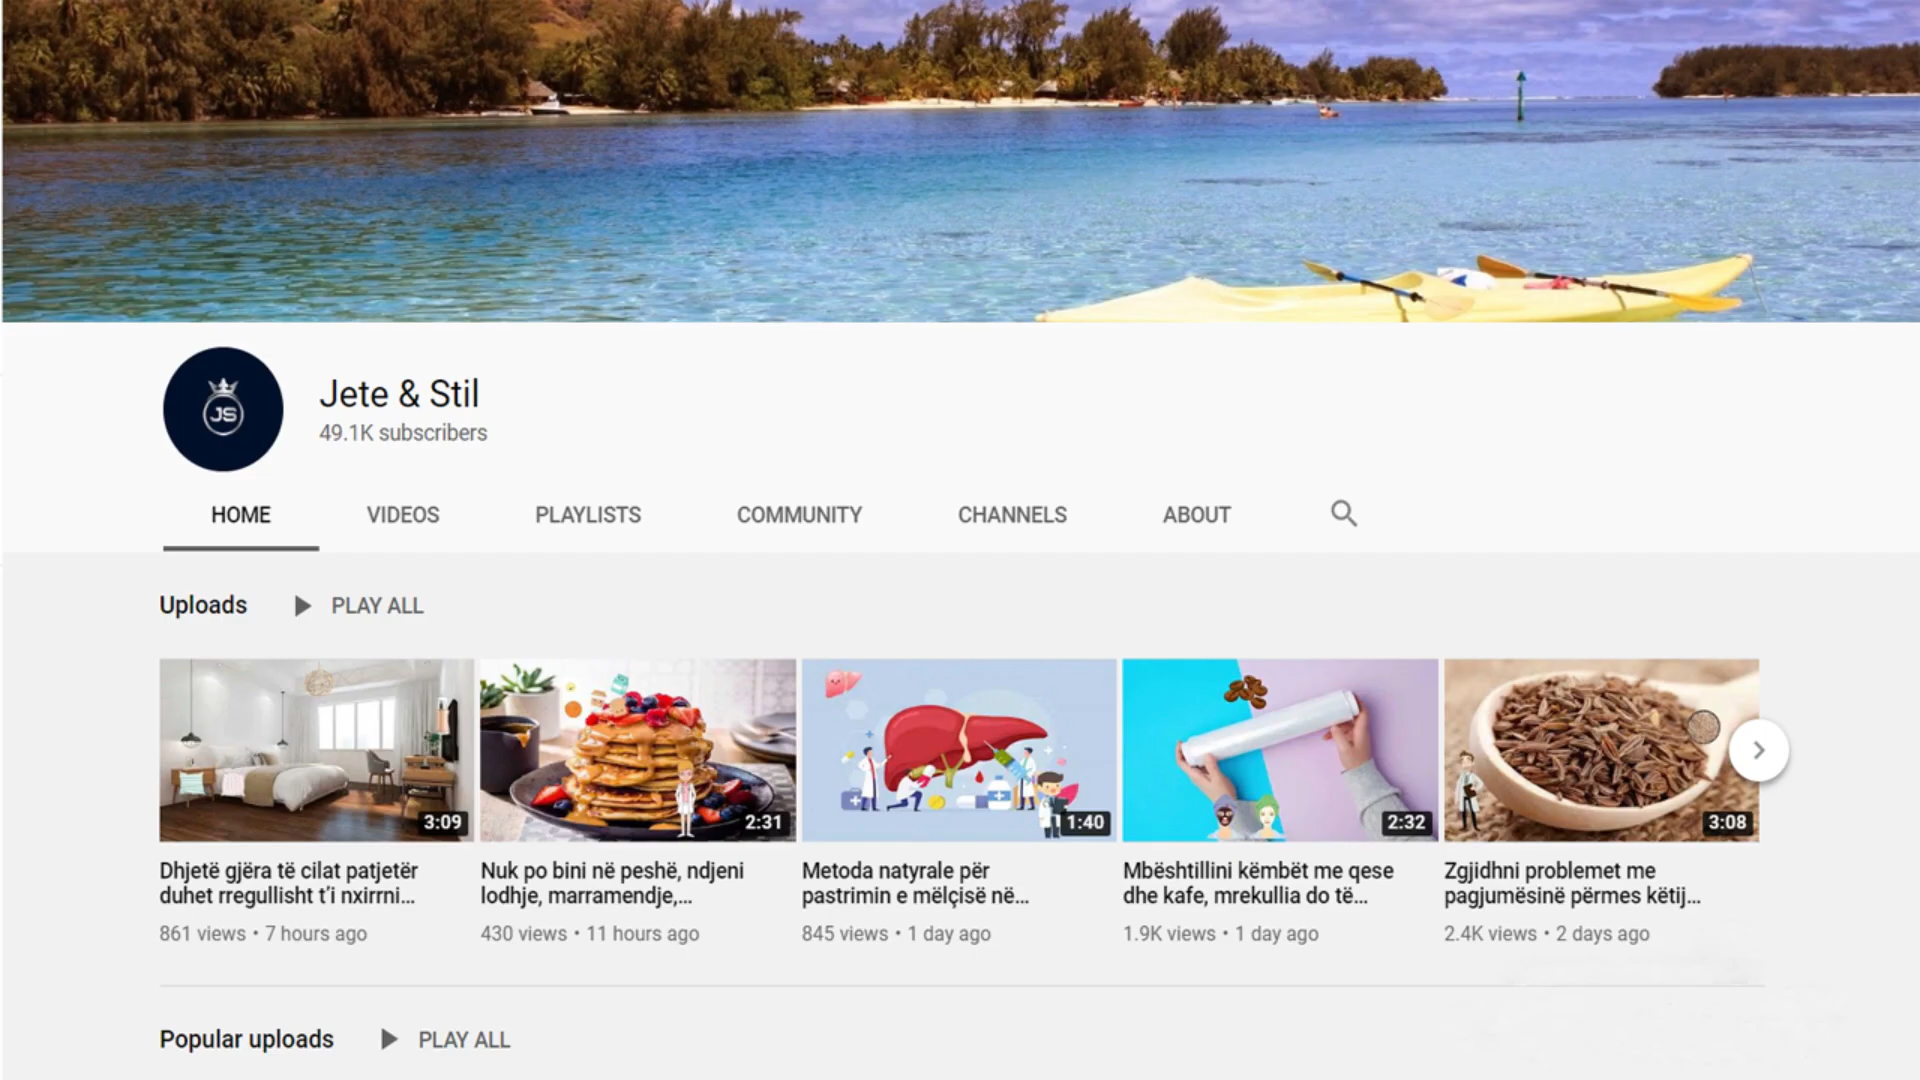 JS
Jete & Stil
49.1K subscribers
HOME VIDEOS PLAYLISTS COMMUNITY CHANNELS ABOUT
Uploads PLAY ALL
3:09 2:31 1:40 2:32 3:08
Dhjetë gjëra të cilat patjetër
duhet rregullisht t'i nxirrni...
861 views • 7 hours ago
Nuk po bini në peshë, ndjeni
lodhje, marramendje,...
430 views • 11 hours ago
Metoda natyrale për
pastrimin e mëlçisë në...
845 views • 1 day ago
Mbështillini këmbët me qese
dhe kafe, mrekullia do të...
1.9K views • 1 day ago
Zgjidhni problemet me
pagjumësinë përmes këtij...
2.4K views • 2 days ago
Popular uploads PLAY ALL